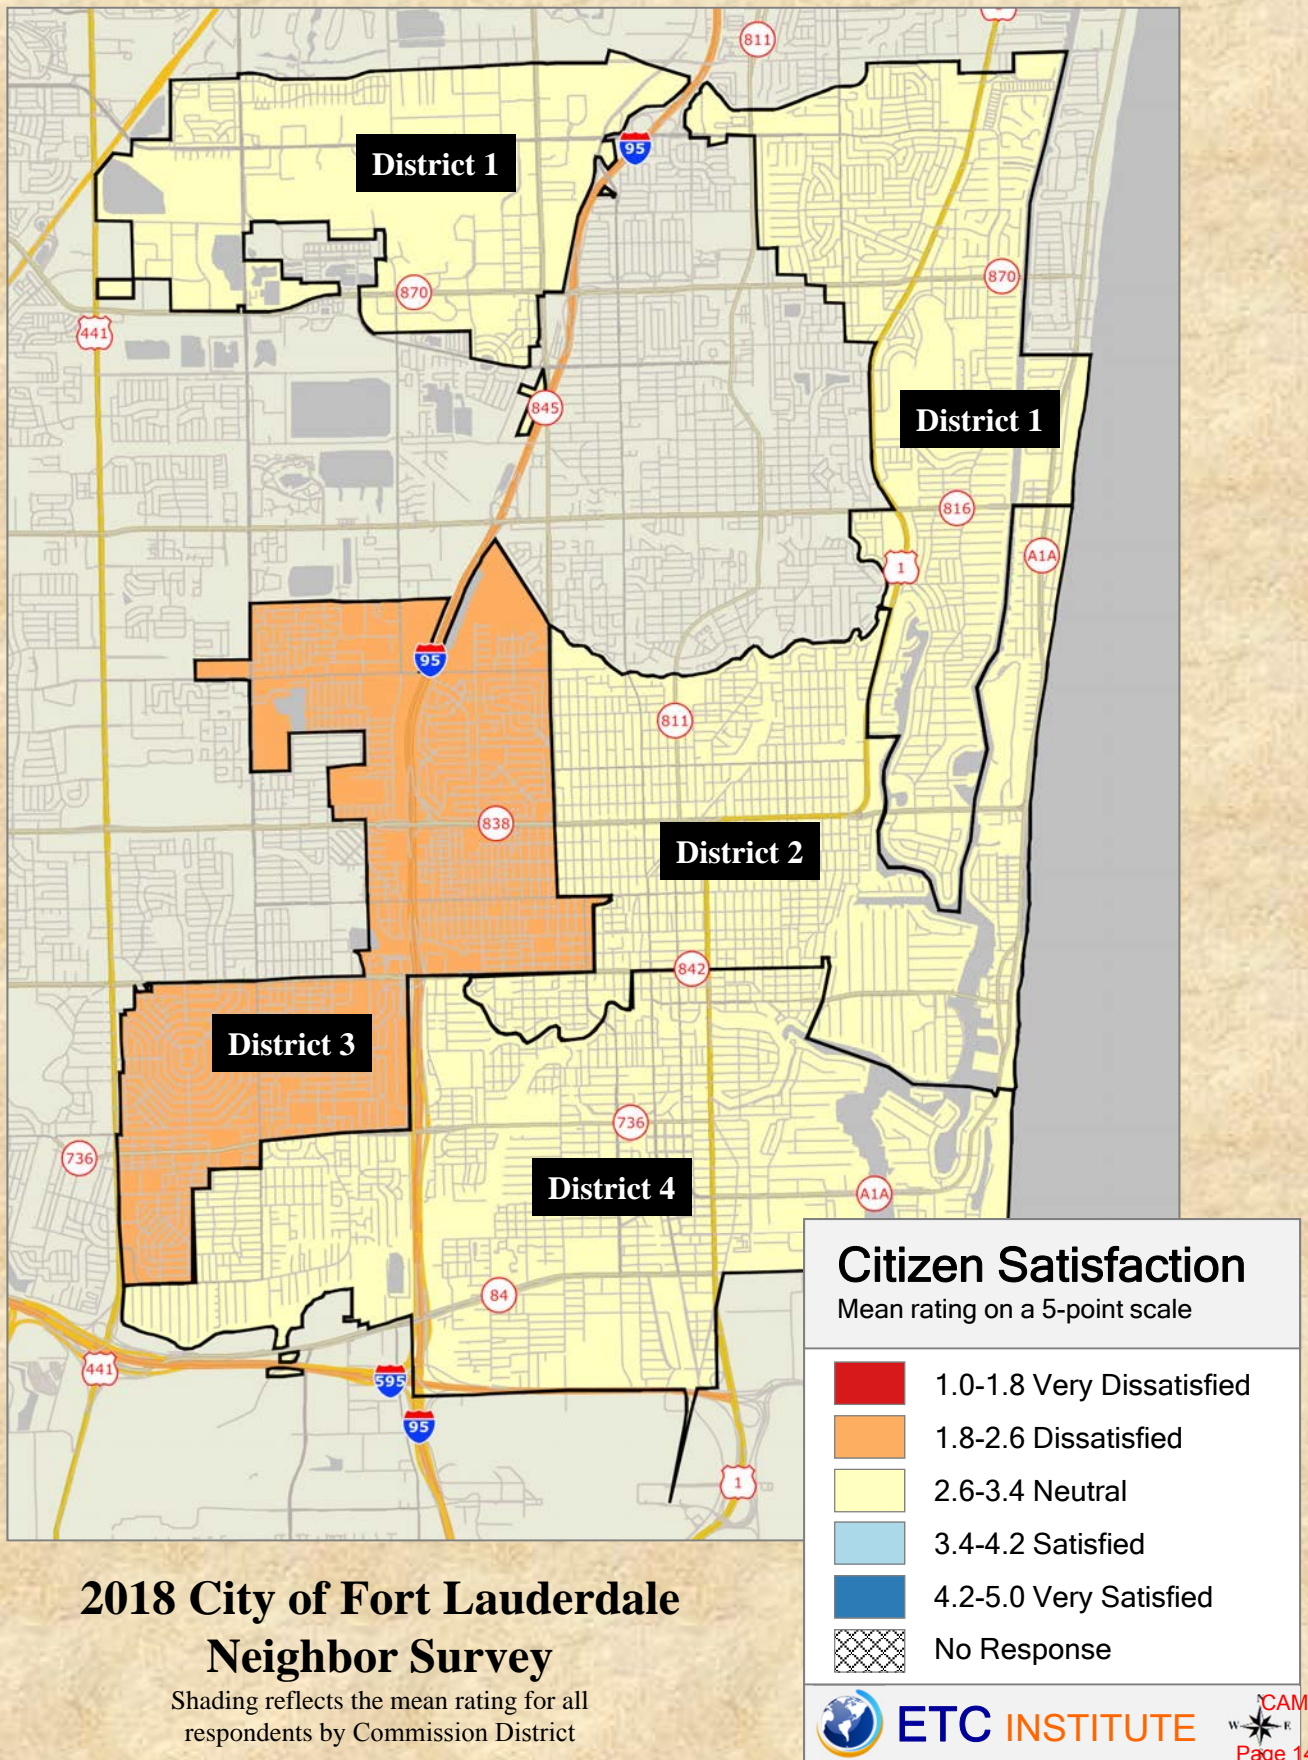 811
95
District 1
870
870
441
845
District 1
816
A1A
1
95
811
838
District 2
842
District 3
736
736
District 4
A1A
84
441
595
95
1
Citizen Satisfaction
Mean rating on a 5-point scale
1.0-1.8 Very Dissatisfied
1.8-2.6 Dissatisfied
2.6-3.4 Neutral
3.4-4.2 Satisfied
4.2-5.0 Very Satisfied
No Response
2018 City of Fort Lauderdale
Neighbor Survey
Shading reflects the mean rating for all
respondents by Commission District
ETC INSTITUTE
W E
CAM
Page 14